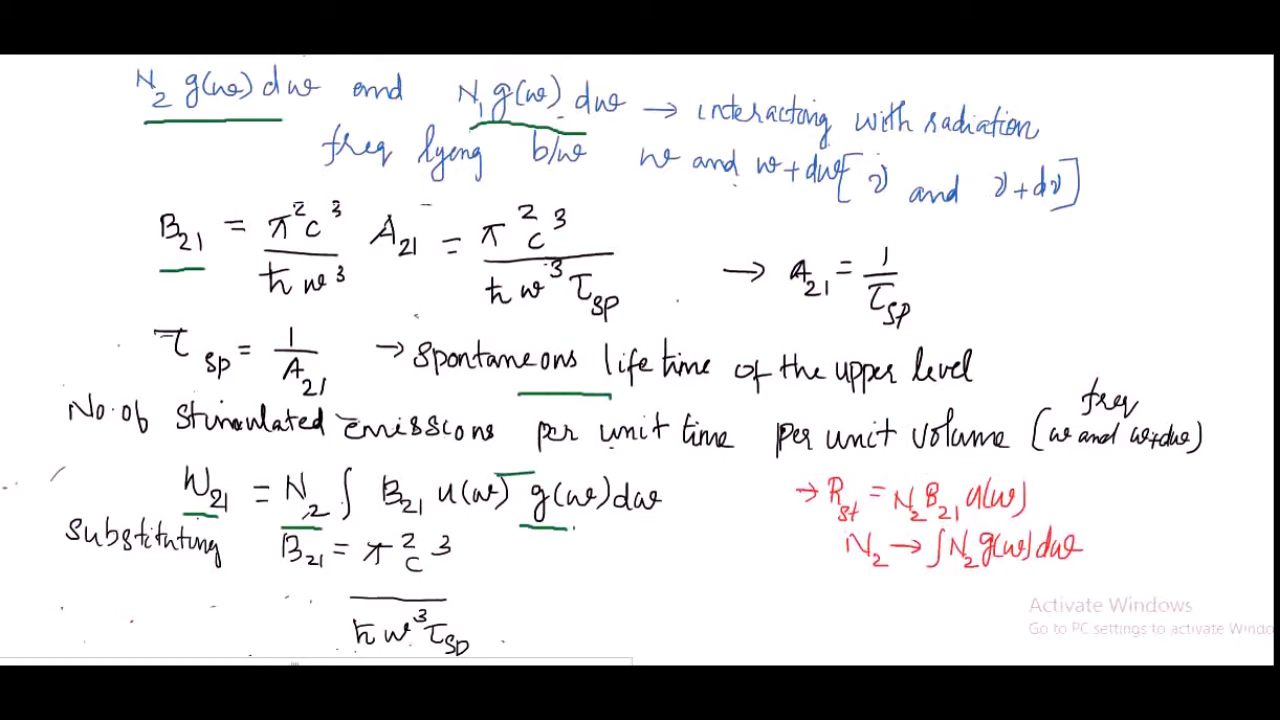 N₂ g(ω) dω and N₁ g(ω) dω → interacting with radiation
freq lyeng b/w ω and ω + dω [ν and ν + dν]
B₂₁ = π²c³/ħω³ A₂₁ = π²c³/ħω³τsp → A₂₁ = 1/τsp
τsp = 1/A₂₁ → spontaneous lifetime of the upper level
No. of stimulated emissions per unit time per unit volume (freq ω and ω+dω)
W₂₁ = N₂ ∫ B₂₁ u(ω) g(ω) dω → Rst = N₂ B₂₁ u(ω)
substituting B₂₁ = π²c³/ħω³τsp N₂ → ∫ N₂ g(ω) dω
Activate Windows
Go to PC settings to activate Windo